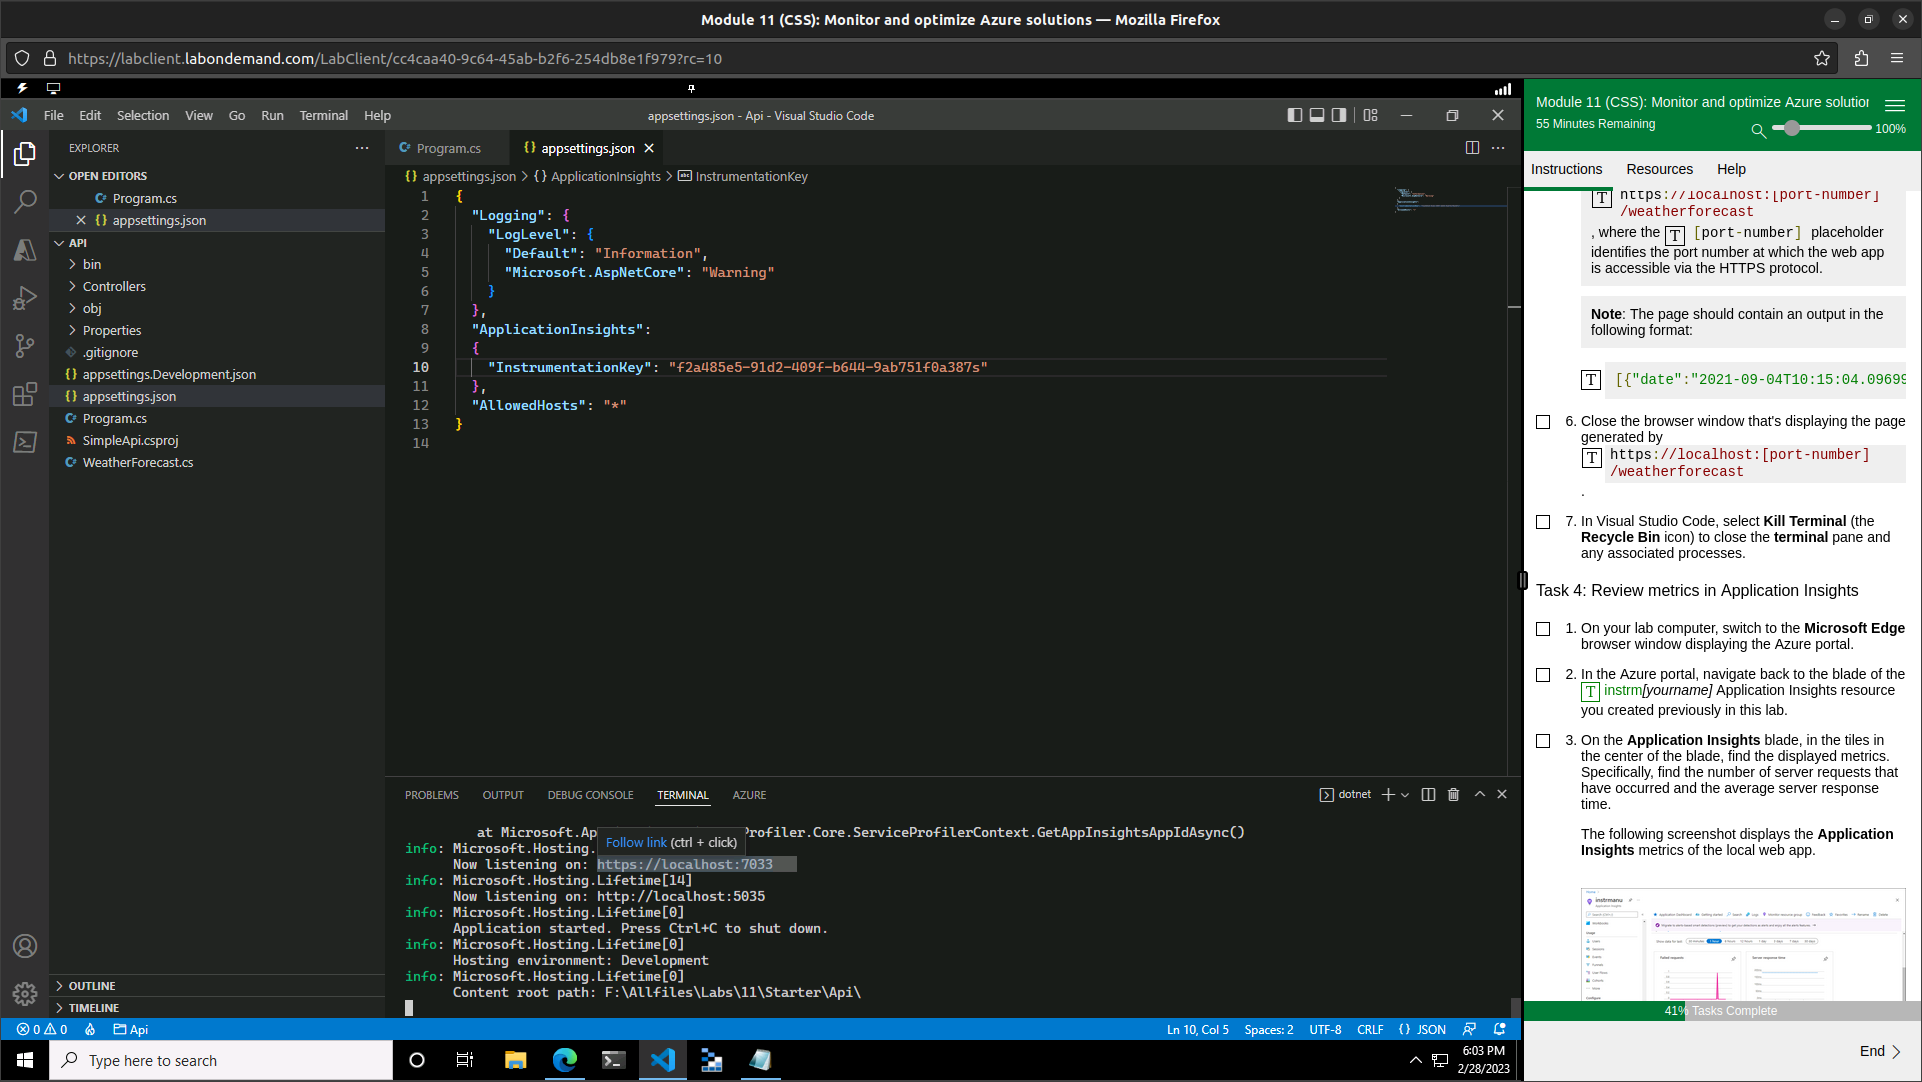 Module 11 (CSS): Monitor and optimize Azure solutions — Mozilla Firefox
https://labclient.labondemand.com/LabClient/cc4caa40-9c64-45ab-b2f6-254db8e1f979?rc=10
File Edit Selection View Go Run Terminal Help
appsettings.json - Api - Visual Studio Code
EXPLORER
OPEN EDITORS
Program.cs
appsettings.json
API
bin
Controllers
obj
Properties
.gitignore
appsettings.Development.json
appsettings.json
Program.cs
SimpleApi.csproj
WeatherForecast.cs
OUTLINE
TIMELINE
Program.cs
appsettings.json
appsettings.json > {} ApplicationInsights > InstrumentationKey
1 {
2 "Logging": {
3 "LogLevel": {
4 "Default": "Information",
5 "Microsoft.AspNetCore": "Warning"
6 }
7 },
8 "ApplicationInsights":
9 {
10 "InstrumentationKey": "f2a485e5-91d2-409f-b644-9ab751f0a387s"
11 },
12 "AllowedHosts": "*"
13 }
14
PROBLEMS OUTPUT DEBUG CONSOLE TERMINAL AZURE
dotnet
at Microsoft.Ap Profiler.Core.ServiceProfilerContext.GetAppInsightsAppIdAsync()
Follow link (ctrl + click)
info: Microsoft.Hosting.
Now listening on: https://localhost:7033
info: Microsoft.Hosting.Lifetime[14]
Now listening on: http://localhost:5035
info: Microsoft.Hosting.Lifetime[0]
Application started. Press Ctrl+C to shut down.
info: Microsoft.Hosting.Lifetime[0]
Hosting environment: Development
info: Microsoft.Hosting.Lifetime[0]
Content root path: F:\Allfiles\Labs\11\Starter\Api\
0 0 Api
Ln 10, Col 5 Spaces: 2 UTF-8 CRLF {} JSON
Type here to search
6:03 PM
2/28/2023
Module 11 (CSS): Monitor and optimize Azure solution
55 Minutes Remaining
100%
Instructions Resources Help
T https://localhost:[port-number]
/weatherforecast
, where the T [port-number] placeholder
identifies the port number at which the web app
is accessible via the HTTPS protocol.
Note: The page should contain an output in the
following format:
T [{"date":"2021-09-04T10:15:04.0969
6. Close the browser window that's displaying the page
generated by
T https://localhost:[port-number]
/weatherforecast
.
7. In Visual Studio Code, select Kill Terminal (the
Recycle Bin icon) to close the terminal pane and
any associated processes.
Task 4: Review metrics in Application Insights
1. On your lab computer, switch to the Microsoft Edge
browser window displaying the Azure portal.
2. In the Azure portal, navigate back to the blade of the
T instrm[yourname] Application Insights resource
you created previously in this lab.
3. On the Application Insights blade, in the tiles in
the center of the blade, find the displayed metrics.
Specifically, find the number of server requests that
have occurred and the average server response
time.
The following screenshot displays the Application
Insights metrics of the local web app.
instrmanu
Failed requests
Server response time
41% Tasks Complete
End